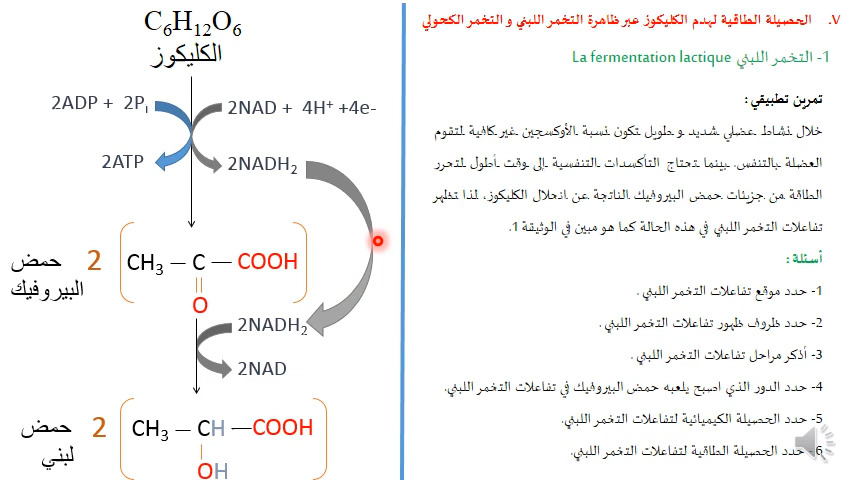 V. الحصيلة الطاقية لهدم الكليكوز عبر ظاهرة التخمر اللبني و التخمر الكحولي
1- التخمر اللبني La fermentation lactique
تمرين تطبيقي :
خلال نشاط عضلي شديد و طويل تكون نسبة الأوكسجين غير كافية لتقوم
العضلة بالتنفس. بينما تحتاج التأكسدات التنفسية إلى وقت أطول لتحرر
الطاقة من جزيئات حمض البيروفيك الناتجة عن انحلال الكليكوز، لذا تظهر
تفاعلات التخمر اللبني في هذه الحالة كما هو مبين في الوثيقة 1.
أسئلة :
1- حدد موقع تفاعلات التخمر اللبني .
2- حدد ظروف ظهور تفاعلات التخمر اللبني .
3- أذكر مراحل تفاعلات التخمر اللبني .
4- حدد الدور الذي اصبح يلعبه حمض البيروفيك في تفاعلات التخمر اللبني.
5- حدد الحصيلة الكيميائية لتفاعلات التخمر اللبني.
6- حدد الحصيلة الطاقية لتفاعلات التخمر اللبني.
C₆H₁₂O₆
الكليكوز
2ADP + 2Pᵢ
2NAD + 4H⁺ +4e-
2ATP
2NADH₂
حمض البيروفيك
2
CH₃ – C – COOH
O
2NADH₂
2NAD
حمض لبني
2
CH₃ – CH – COOH
OH